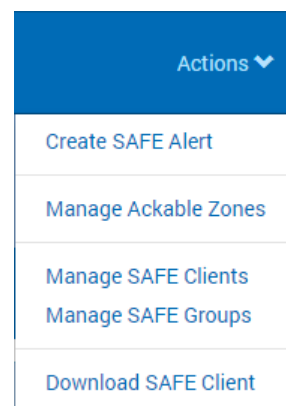 Actions
Create SAFE Alert
Manage Ackable Zones
Manage SAFE Clients
Manage SAFE Groups
Download SAFE Client